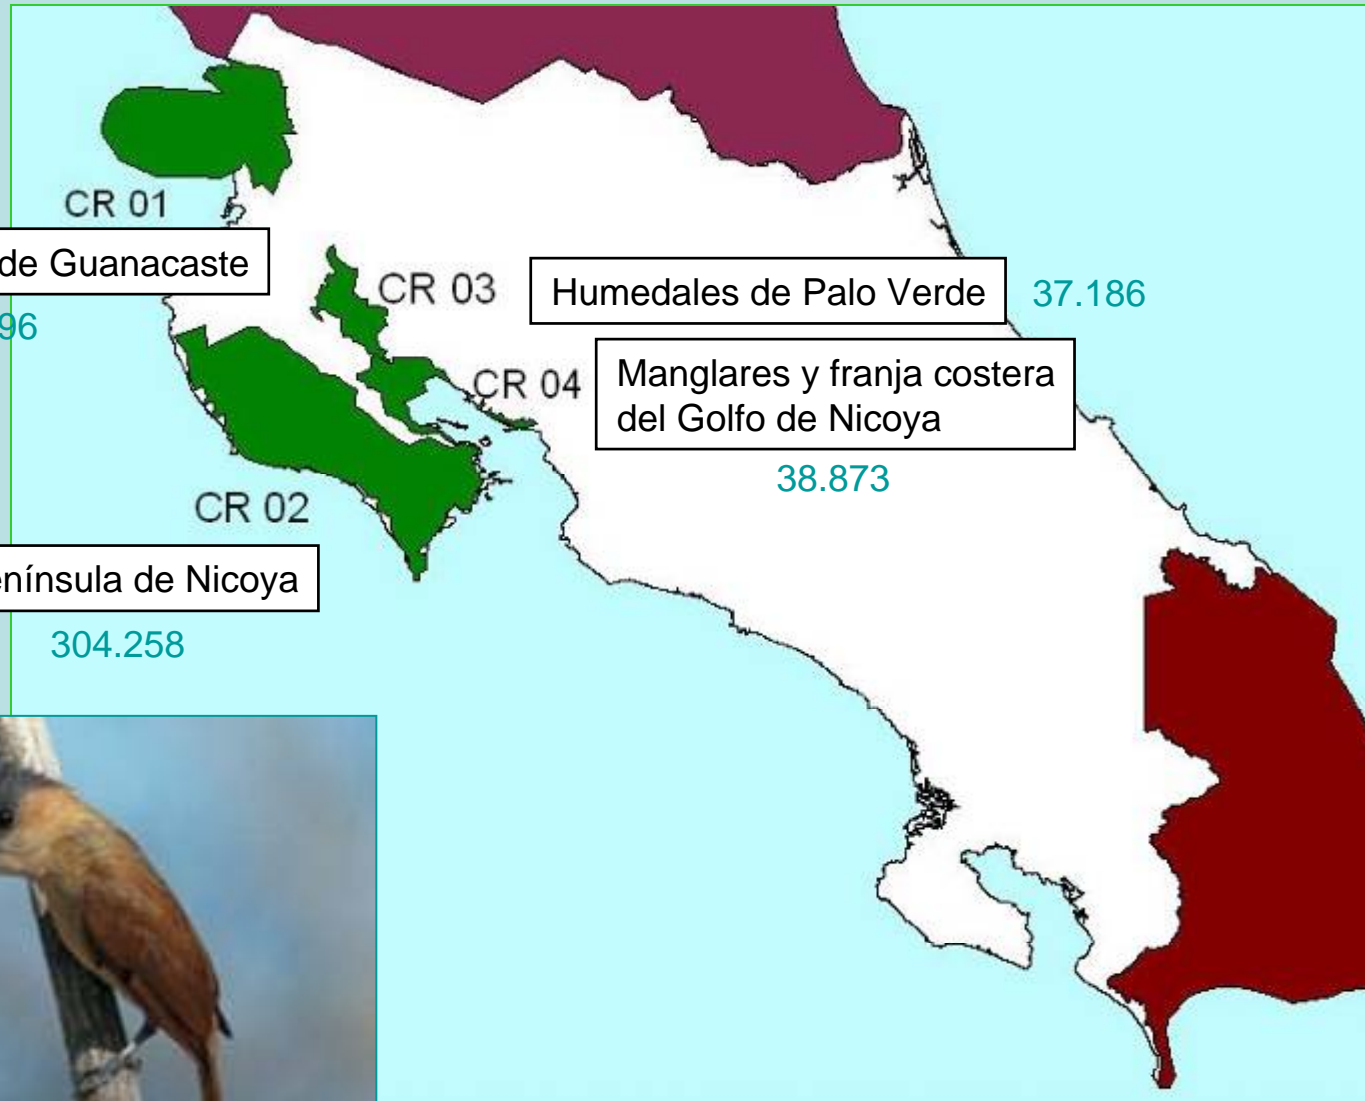 CR 01
de Guanacaste
96
CR 03
Humedales de Palo Verde
37.186
CR 04
Manglares y franja costera
del Golfo de Nicoya
38.873
CR 02
enínsula de Nicoya
304.258